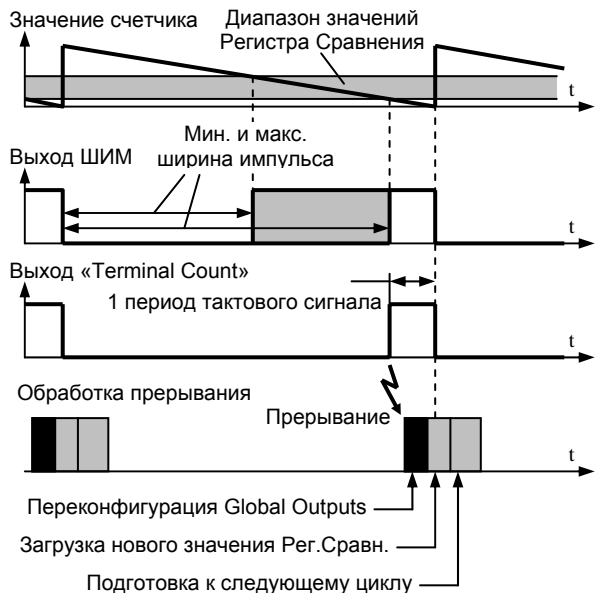 Значение счетчика
Диапазон значений
Регистра Сравнения
t
Мин. и макс.
ширина импульса
Выход ШИМ
t
Выход «Terminal Count»
1 период тактового сигнала
t
Обработка прерывания
Прерывание
t
Переконфигурация Global Outputs
Загрузка нового значения Рег.Сравн.
Подготовка к следующему циклу